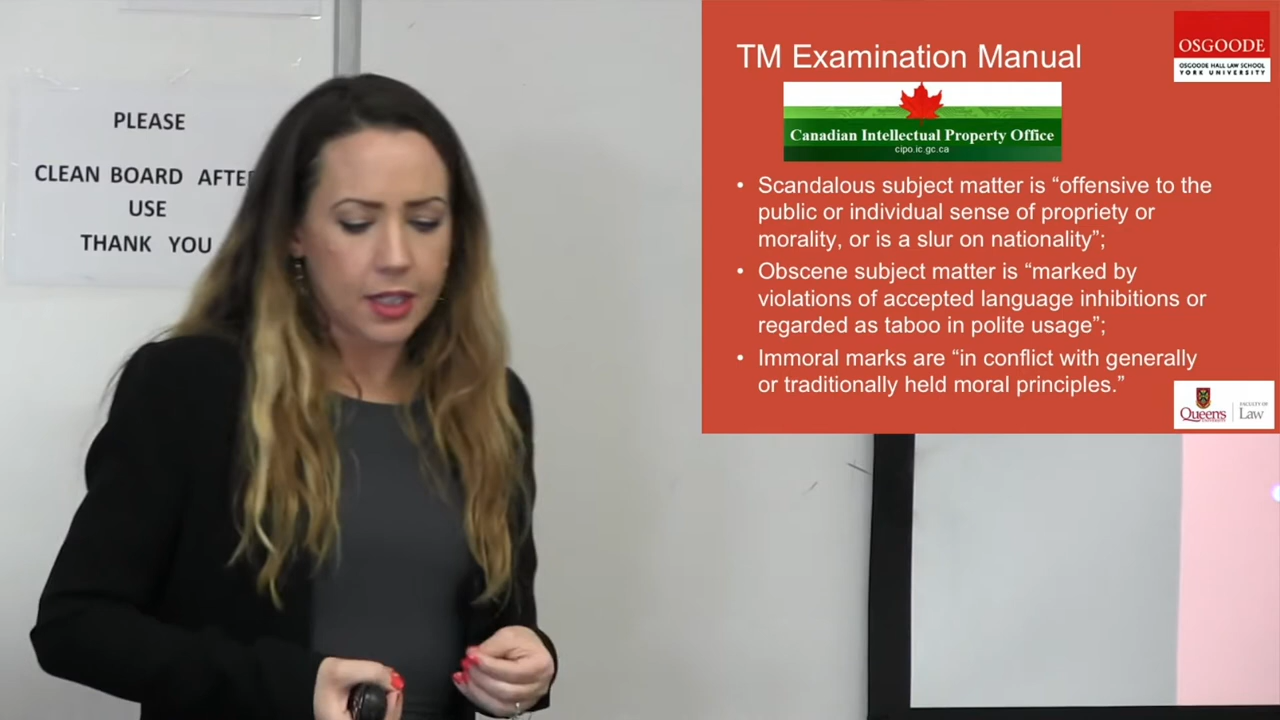 PLEASE
CLEAN BOARD AFTE
USE
THANK YOU
TM Examination Manual
OSGOODE
OSGOODE HALL LAW SCHOOL
YORK UNIVERSITY
Canadian Intellectual Property Office
cipo.ic.gc.ca
• Scandalous subject matter is “offensive to the
public or individual sense of propriety or
morality, or is a slur on nationality”;
• Obscene subject matter is “marked by
violations of accepted language inhibitions or
regarded as taboo in polite usage”;
• Immoral marks are “in conflict with generally
or traditionally held moral principles.”
Queen's
UNIVERSITY
FACULTY OF
Law